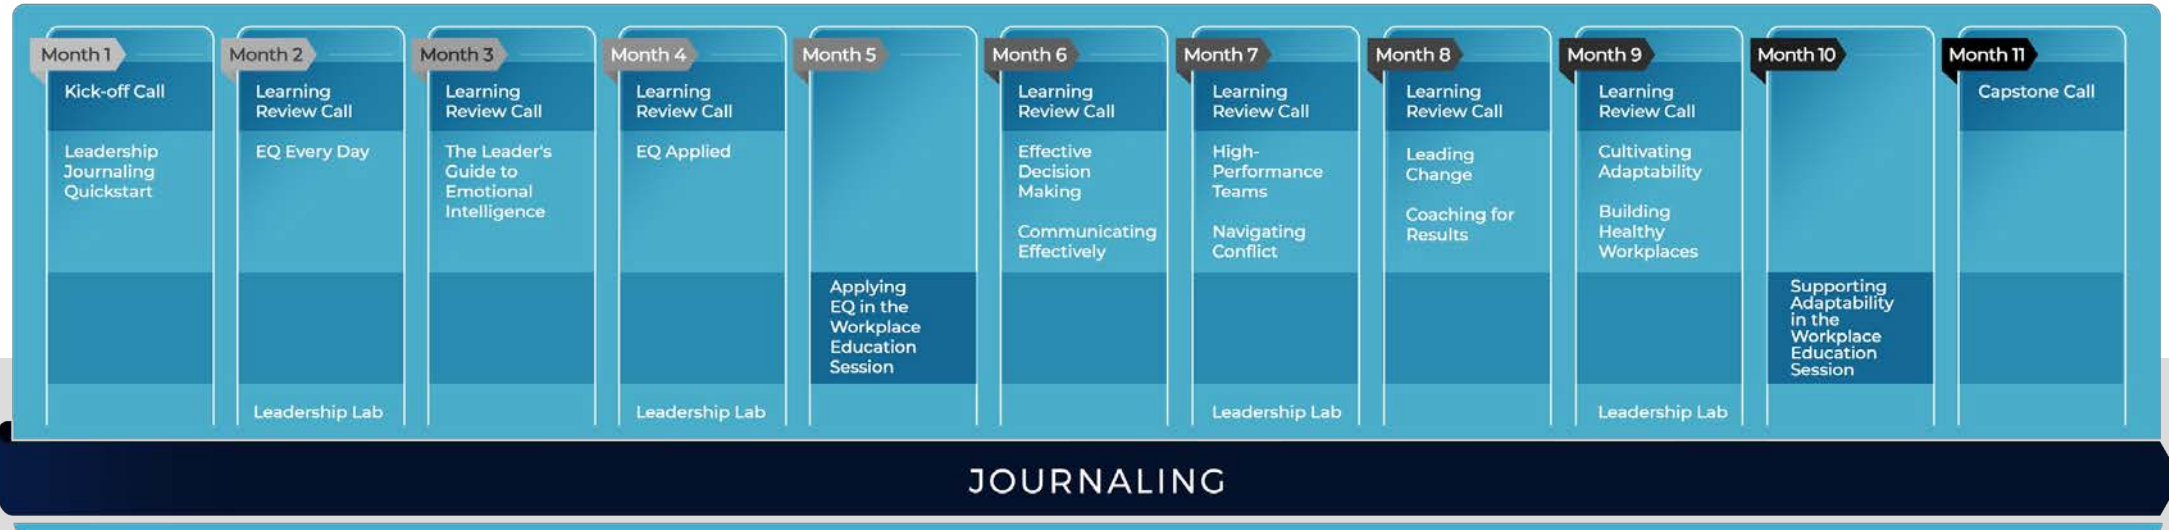 Month 1
Kick-off Call
Leadership
Journaling
Quickstart
Month 2
Learning
Review Call
EQ Every Day
Leadership Lab
Month 3
Learning
Review Call
The Leader's
Guide to
Emotional
Intelligence
Month 4
Learning
Review Call
EQ Applied
Leadership Lab
Month 5
Applying
EQ in the
Workplace
Education
Session
Month 6
Learning
Review Call
Effective
Decision
Making
Communicating
Effectively
Month 7
Learning
Review Call
High-
Performance
Teams
Navigating
Conflict
Leadership Lab
Month 8
Learning
Review Call
Leading
Change
Coaching for
Results
Month 9
Learning
Review Call
Cultivating
Adaptability
Building
Healthy
Workplaces
Leadership Lab
Month 10
Supporting
Adaptability
in the
Workplace
Education
Session
Month 11
Capstone Call
JOURNALING